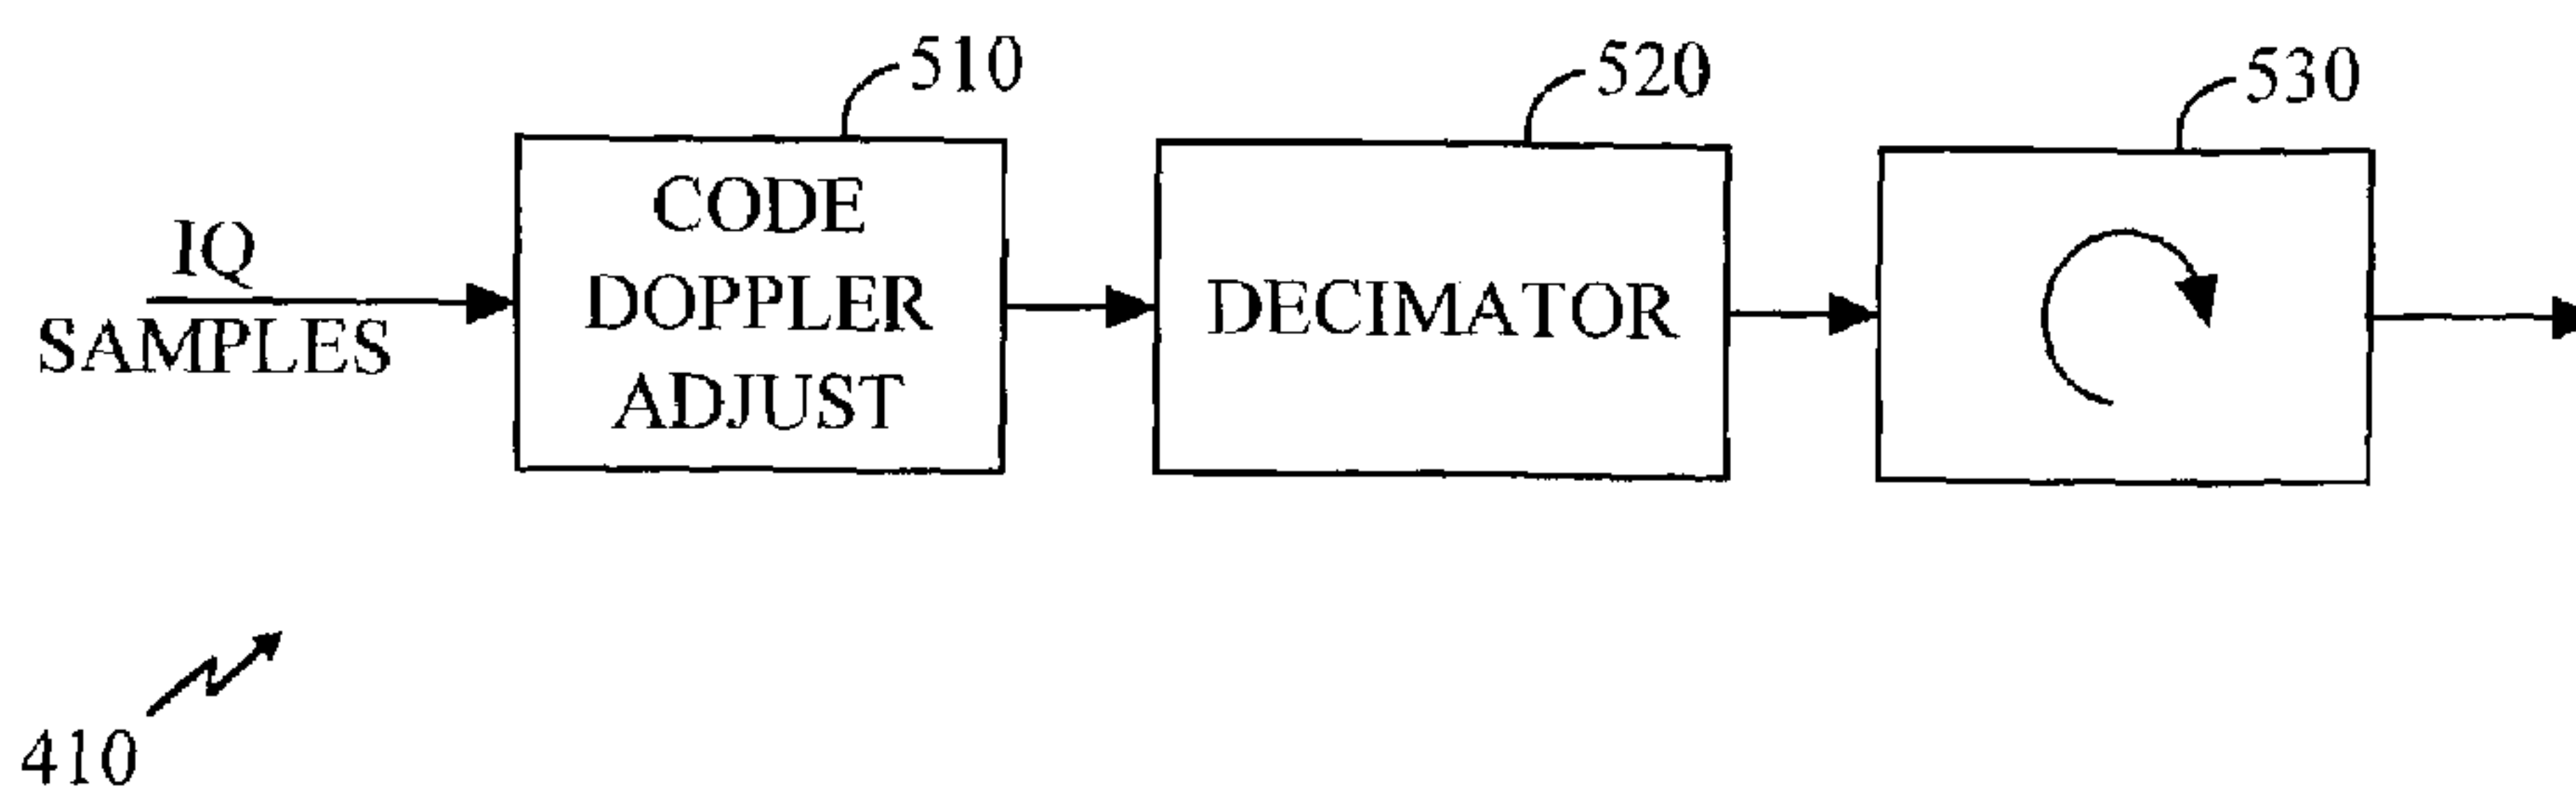 510
520
530
IQ
SAMPLES
CODE
DOPPLER
ADJUST
DECIMATOR
410